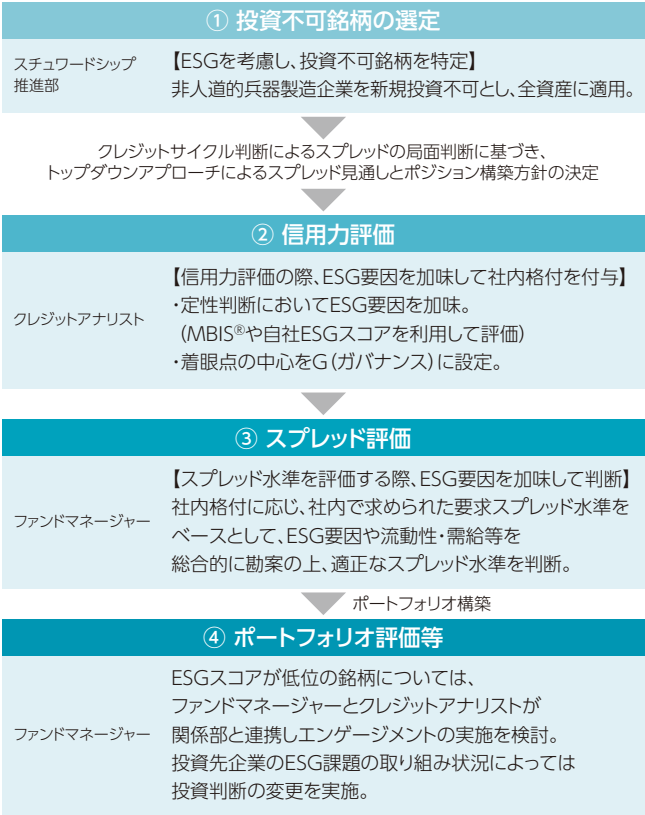 ① 投資不可銘柄の選定
スチュワードシップ
推進部
【ESGを考慮し、投資不可銘柄を特定】
非人道的兵器製造企業を新規投資不可とし、全資産に適用。
クレジットサイクル判断によるスプレッドの局面判断に基づき、
トップダウンアプローチによるスプレッド見通しとポジション構築方針の決定
② 信用力評価
クレジットアナリスト
【信用力評価の際、ESG要因を加味して社内格付を付与】
・定性判断においてESG要因を加味。
(MBIS®や自社ESGスコアを利用して評価)
・着眼点の中心をG(ガバナンス)に設定。
③ スプレッド評価
ファンドマネージャー
【スプレッド水準を評価する際、ESG要因を加味して判断】
社内格付に応じ、社内で求められた要求スプレッド水準を
ベースとして、ESG要因や流動性・需給等を
総合的に勘案の上、適正なスプレッド水準を判断。
ポートフォリオ構築
④ ポートフォリオ評価等
ファンドマネージャー
ESGスコアが低位の銘柄については、
ファンドマネージャーとクレジットアナリストが
関係部と連携しエンゲージメントの実施を検討。
投資先企業のESG課題の取り組み状況によっては
投資判断の変更を実施。